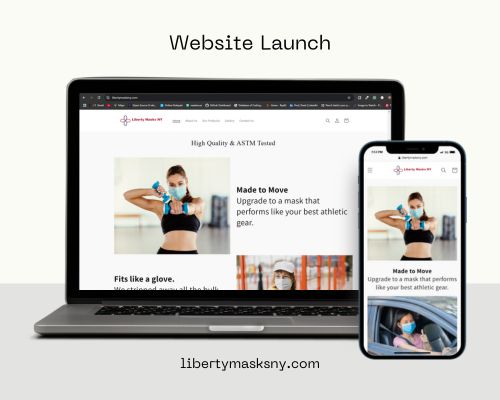 Website Launch
libertymasksny.com
Liberty Masks NY
Home About Us Our Products Gallery Contact Us
High Quality & ASTM Tested
Made to Move
Upgrade to a mask that
performs like your best athletic
gear.
Fits like a glove.
We stripped away all the bulk
libertymasksny.com
Liberty Masks NY
Made to Move
Upgrade to a mask that performs
like your best athletic gear.
libertymasksny.com